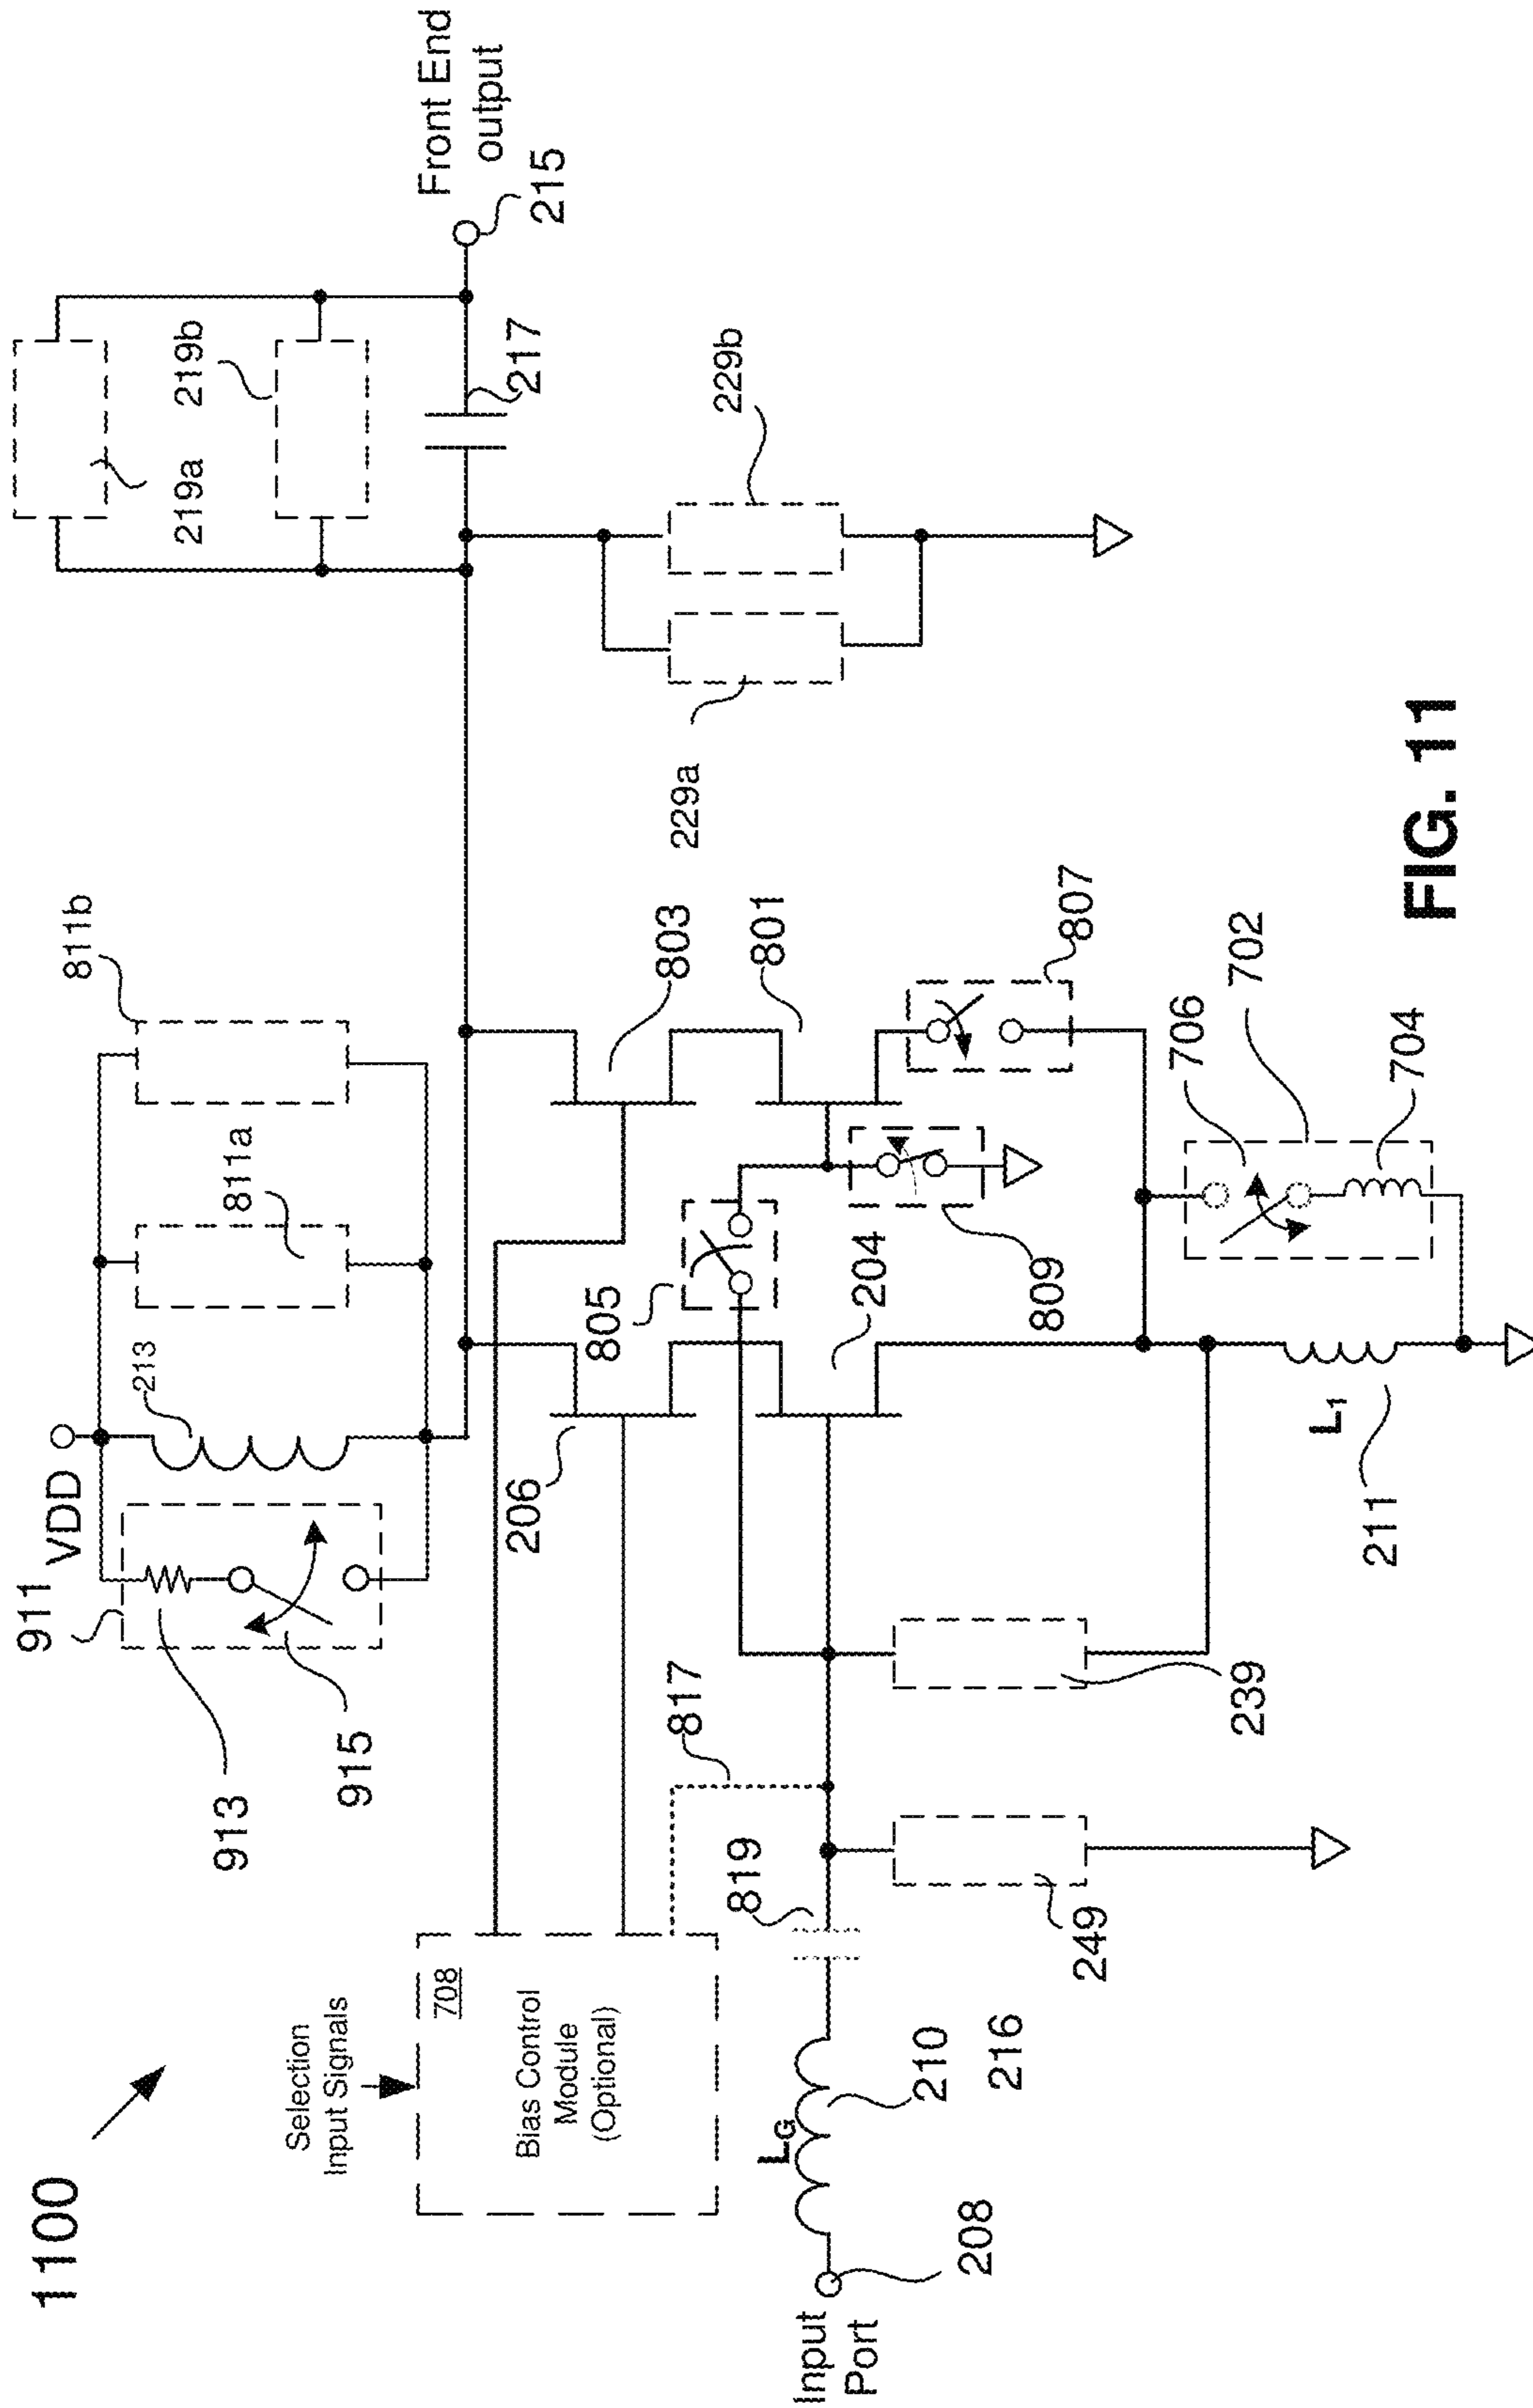 1100
Selection
Input Signals
708
Bias Control
Module
(Optional)
Input
Port
208
LG
210
216
819
249
817
239
913
915
911
VDD
213
811a
811b
206
805
204
803
801
809
807
706
702
704
L1
211
229a
229b
219a
219b
217
Front End
output
215
FIG. 11